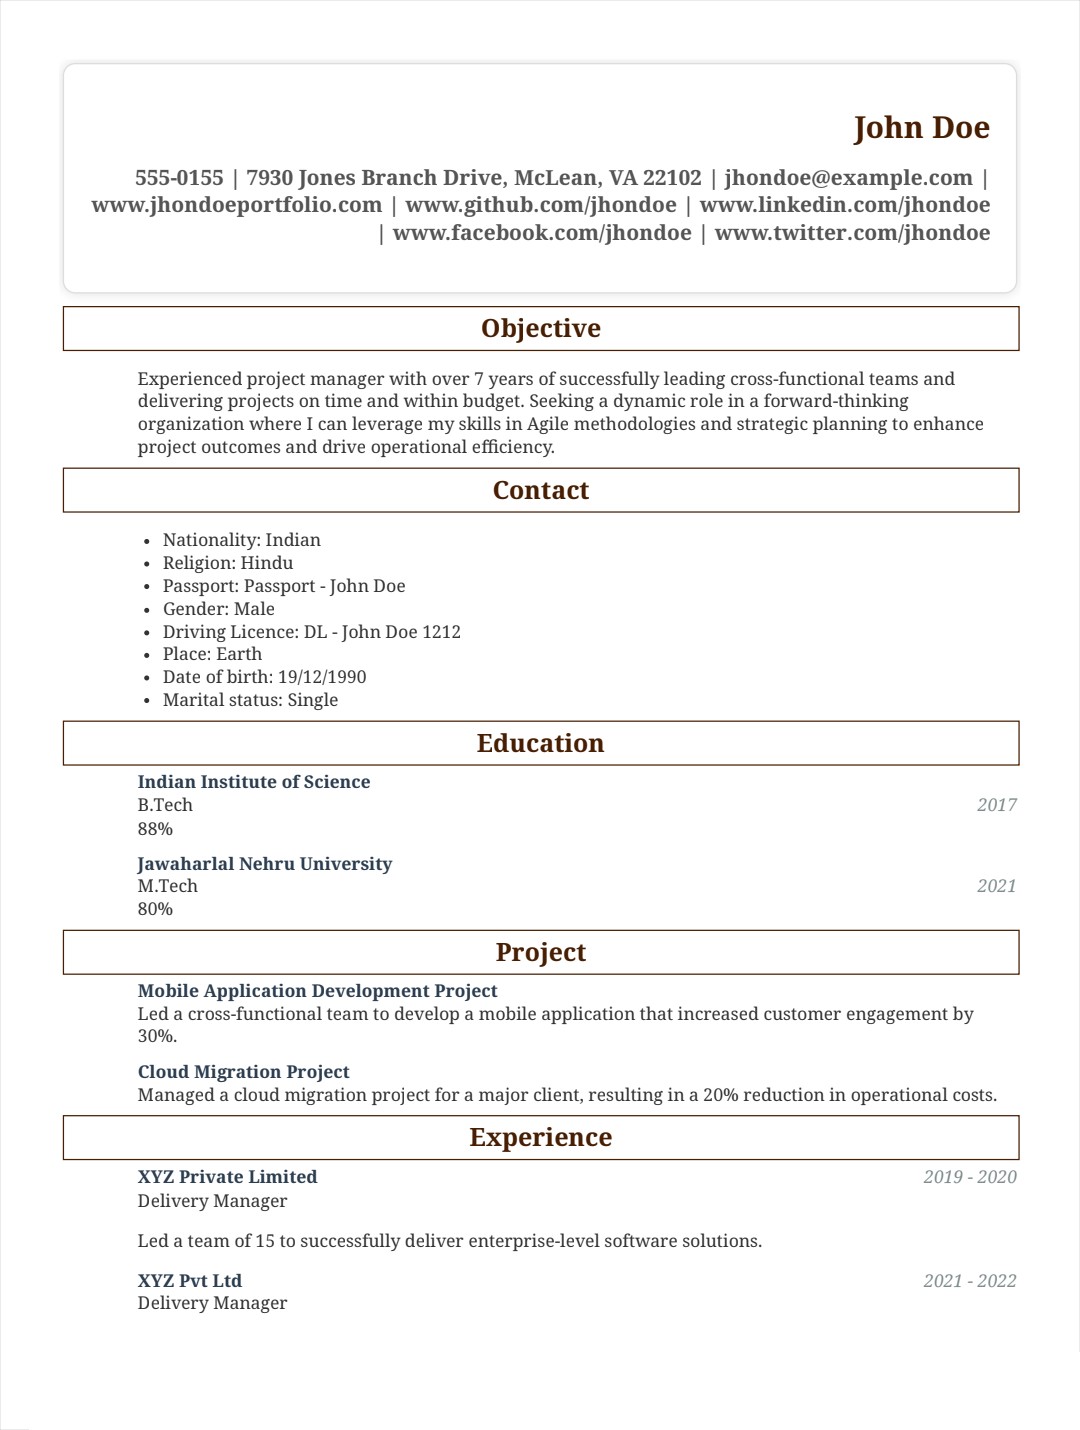 John Doe
555-0155 | 7930 Jones Branch Drive, McLean, VA 22102 | jhondoe@example.com |
www.jhondoeportfolio.com | www.github.com/jhondoe | www.linkedin.com/jhondoe
| www.facebook.com/jhondoe | www.twitter.com/jhondoe
Objective
Experienced project manager with over 7 years of successfully leading cross-functional teams and
delivering projects on time and within budget. Seeking a dynamic role in a forward-thinking
organization where I can leverage my skills in Agile methodologies and strategic planning to enhance
project outcomes and drive operational efficiency.
Contact
• Nationality: Indian
• Religion: Hindu
• Passport: Passport - John Doe
• Gender: Male
• Driving Licence: DL - John Doe 1212
• Place: Earth
• Date of birth: 19/12/1990
• Marital status: Single
Education
Indian Institute of Science
B.Tech 2017
88%
Jawaharlal Nehru University
M.Tech 2021
80%
Project
Mobile Application Development Project
Led a cross-functional team to develop a mobile application that increased customer engagement by
30%.
Cloud Migration Project
Managed a cloud migration project for a major client, resulting in a 20% reduction in operational costs.
Experience
XYZ Private Limited 2019 - 2020
Delivery Manager
Led a team of 15 to successfully deliver enterprise-level software solutions.
XYZ Pvt Ltd 2021 - 2022
Delivery Manager